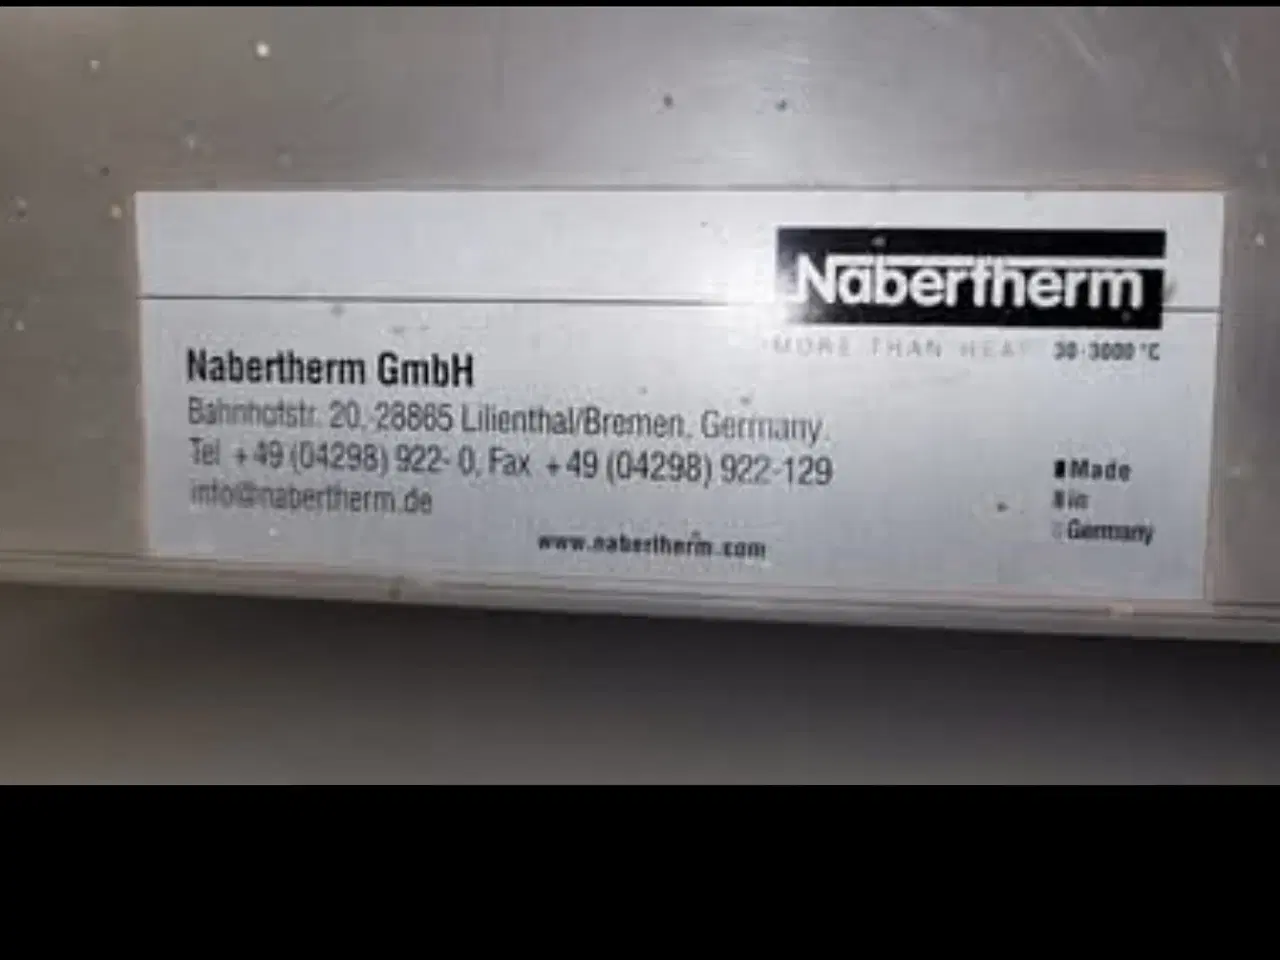 Nabertherm
MORE THAN HEAT 30-3000 °C
Nabertherm GmbH
Bahnhofstr. 20, 28865 Lilienthal/Bremen, Germany.
Tel +49 (04298) 922-0, Fax +49 (04298) 922-129
info@nabertherm.de
www.nabertherm.com
Made
in
Germany